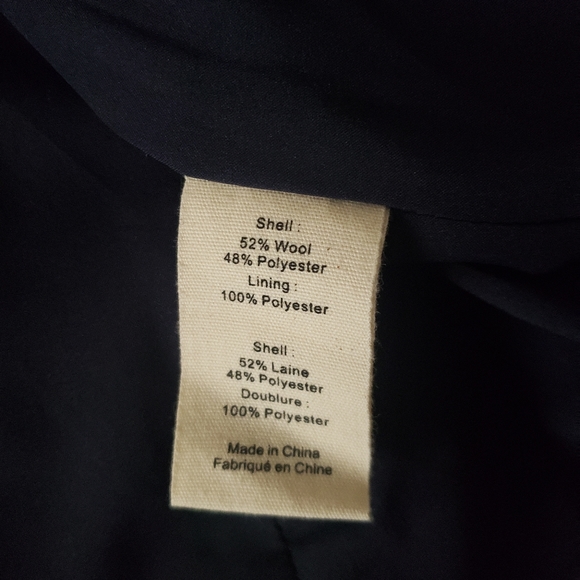 Shell :
52% Wool
48% Polyester
Lining :
100% Polyester
Shell :
52% Laine
48% Polyester
Doublure :
100% Polyester
Made in China
Fabriqué en Chine